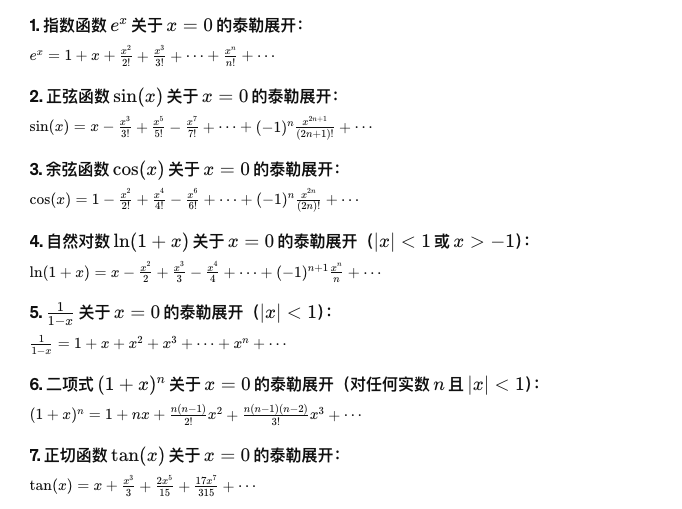 1. 指数函数 $e^x$ 关于 $x = 0$ 的泰勒展开：
$e^x = 1 + x + \frac{x^2}{2!} + \frac{x^3}{3!} + \cdots + \frac{x^n}{n!} + \cdots$
2. 正弦函数 $\sin(x)$ 关于 $x = 0$ 的泰勒展开：
$\sin(x) = x - \frac{x^3}{3!} + \frac{x^5}{5!} - \frac{x^7}{7!} + \cdots + (-1)^n \frac{x^{2n+1}}{(2n+1)!} + \cdots$
3. 余弦函数 $\cos(x)$ 关于 $x = 0$ 的泰勒展开：
$\cos(x) = 1 - \frac{x^2}{2!} + \frac{x^4}{4!} - \frac{x^6}{6!} + \cdots + (-1)^n \frac{x^{2n}}{(2n)!} + \cdots$
4. 自然对数 $\ln(1 + x)$ 关于 $x = 0$ 的泰勒展开（$|x| < 1$ 或 $x > -1$）：
$\ln(1 + x) = x - \frac{x^2}{2} + \frac{x^3}{3} - \frac{x^4}{4} + \cdots + (-1)^{n+1} \frac{x^n}{n} + \cdots$
5. $\frac{1}{1-x}$ 关于 $x = 0$ 的泰勒展开（$|x| < 1$）：
$\frac{1}{1-x} = 1 + x + x^2 + x^3 + \cdots + x^n + \cdots$
6. 二项式 $(1 + x)^n$ 关于 $x = 0$ 的泰勒展开（对任何实数 $n$ 且 $|x| < 1$）：
$(1 + x)^n = 1 + nx + \frac{n(n-1)}{2!}x^2 + \frac{n(n-1)(n-2)}{3!}x^3 + \cdots$
7. 正切函数 $\tan(x)$ 关于 $x = 0$ 的泰勒展开：
$\tan(x) = x + \frac{x^3}{3} + \frac{2x^5}{15} + \frac{17x^7}{315} + \cdots$